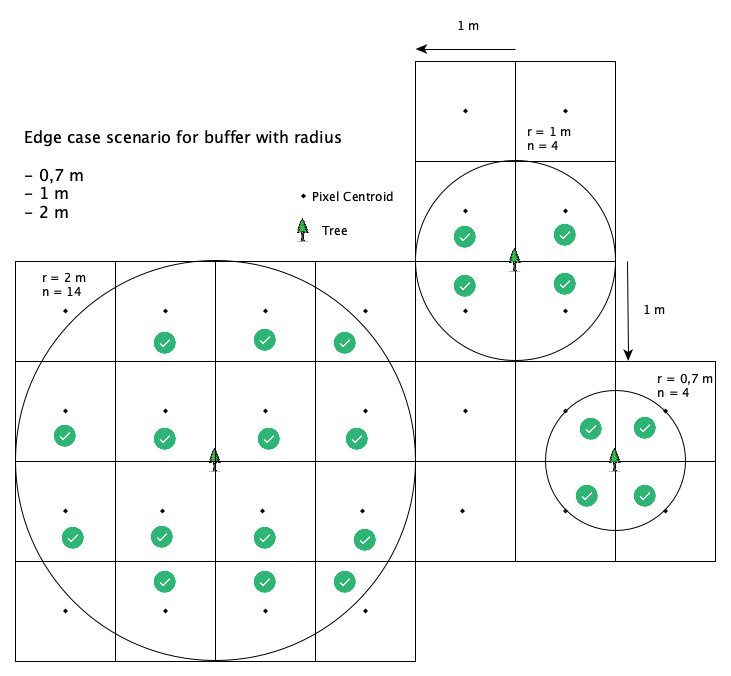 1 m
Edge case scenario for buffer with radius
r = 1 m
n = 4
– 0,7 m
– 1 m
– 2 m
Pixel Centroid
Tree
r = 2 m
n = 14
1 m
r = 0,7 m
n = 4